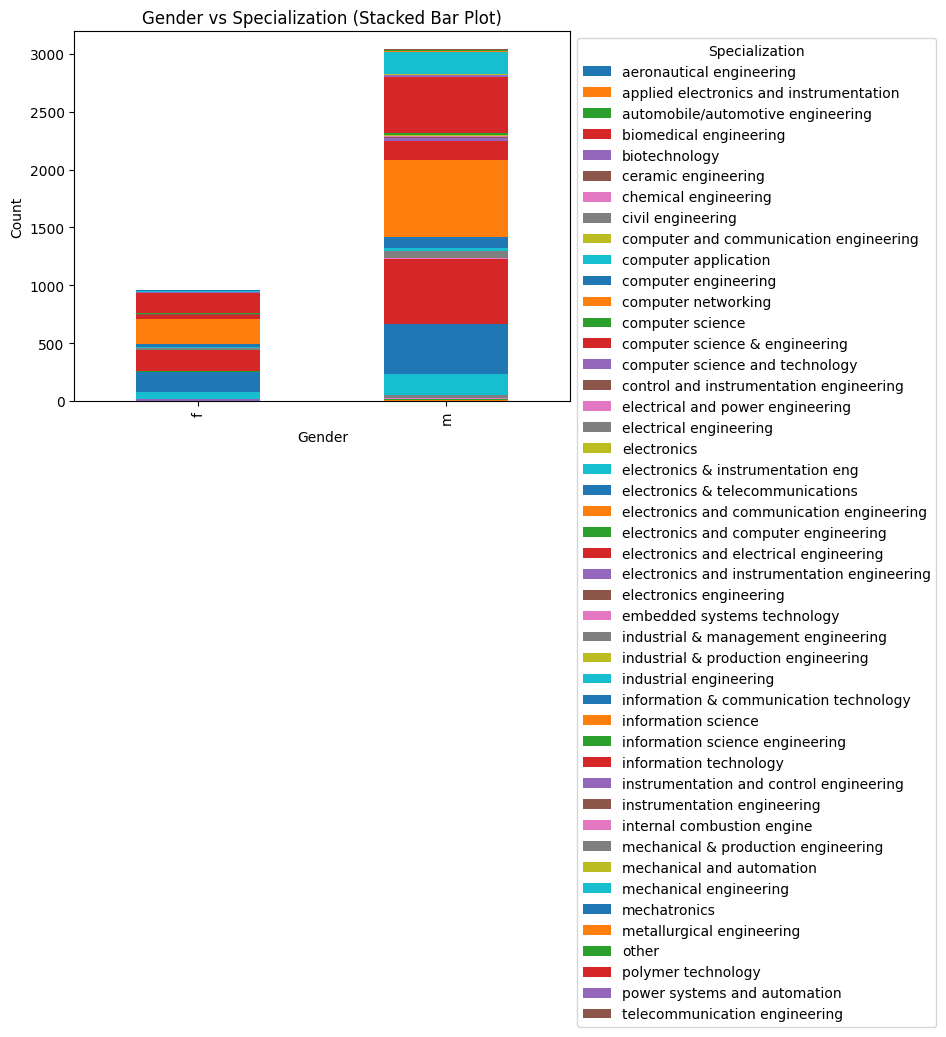 Gender vs Specialization (Stacked Bar Plot)
3000
2500
2000
1500
1000
500
0
Count
f
m
Gender
Specialization
aeronautical engineering
applied electronics and instrumentation
automobile/automotive engineering
biomedical engineering
biotechnology
ceramic engineering
chemical engineering
civil engineering
computer and communication engineering
computer application
computer engineering
computer networking
computer science
computer science & engineering
computer science and technology
control and instrumentation engineering
electrical and power engineering
electrical engineering
electronics
electronics & instrumentation eng
electronics & telecommunications
electronics and communication engineering
electronics and computer engineering
electronics and electrical engineering
electronics and instrumentation engineering
electronics engineering
embedded systems technology
industrial & management engineering
industrial & production engineering
industrial engineering
information & communication technology
information science
information science engineering
information technology
instrumentation and control engineering
instrumentation engineering
internal combustion engine
mechanical & production engineering
mechanical and automation
mechanical engineering
mechatronics
metallurgical engineering
other
polymer technology
power systems and automation
telecommunication engineering